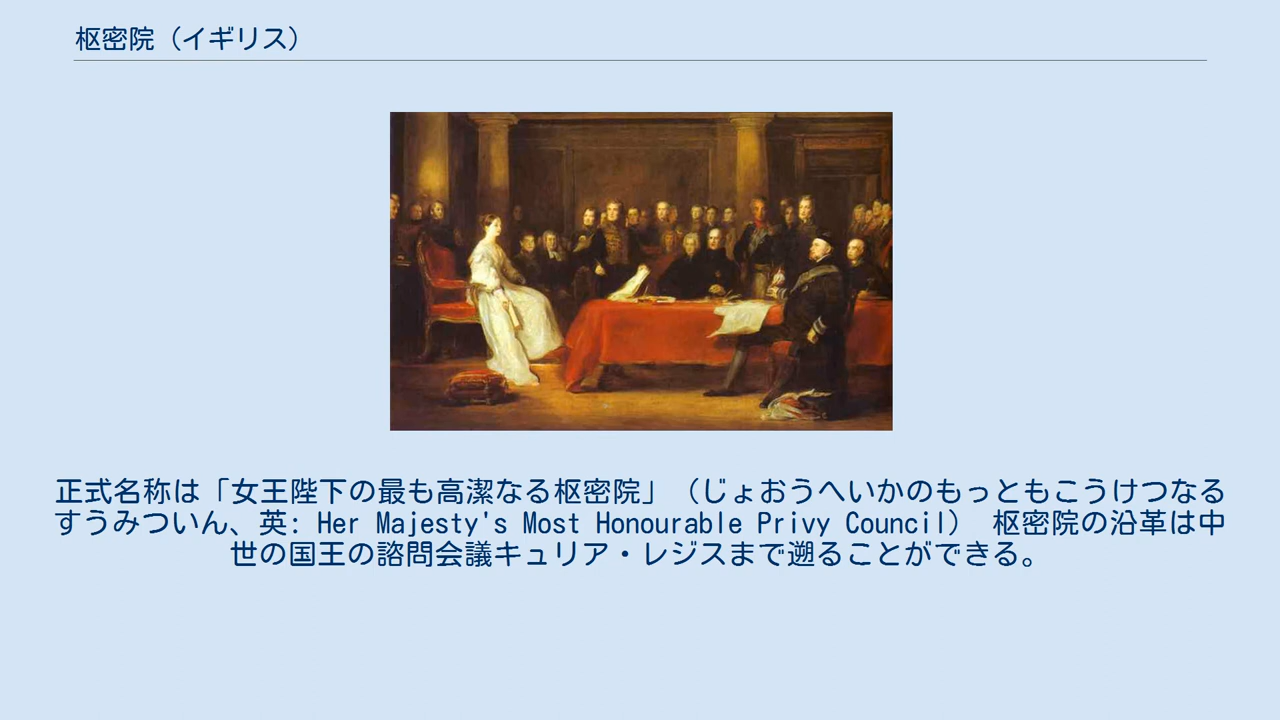 枢密院（イギリス）
正式名称は「女王陛下の最も高潔なる枢密院」（じょおうへいかのもっともこうけつなる
すうみついん、英: Her Majesty's Most Honourable Privy Council） 枢密院の沿革は中
世の国王の諮問会議キュリア・レジスまで遡ることができる。